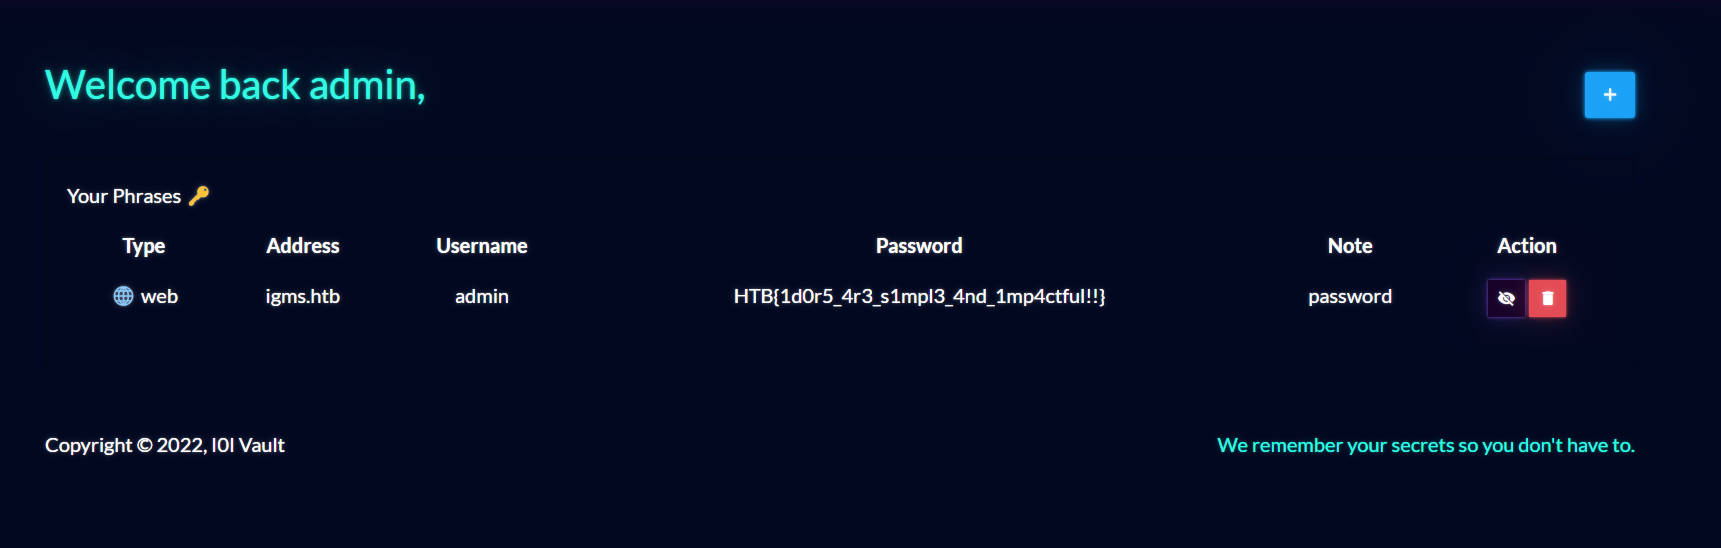 Welcome back admin,
+
Your Phrases 🔑
Type Address Username Password Note Action
🌐 web igms.htb admin HTB{1d0r5_4r3_s1mpl3_4nd_1mp4ctful!!} password
Copyright © 2022, I0I Vault We remember your secrets so you don't have to.